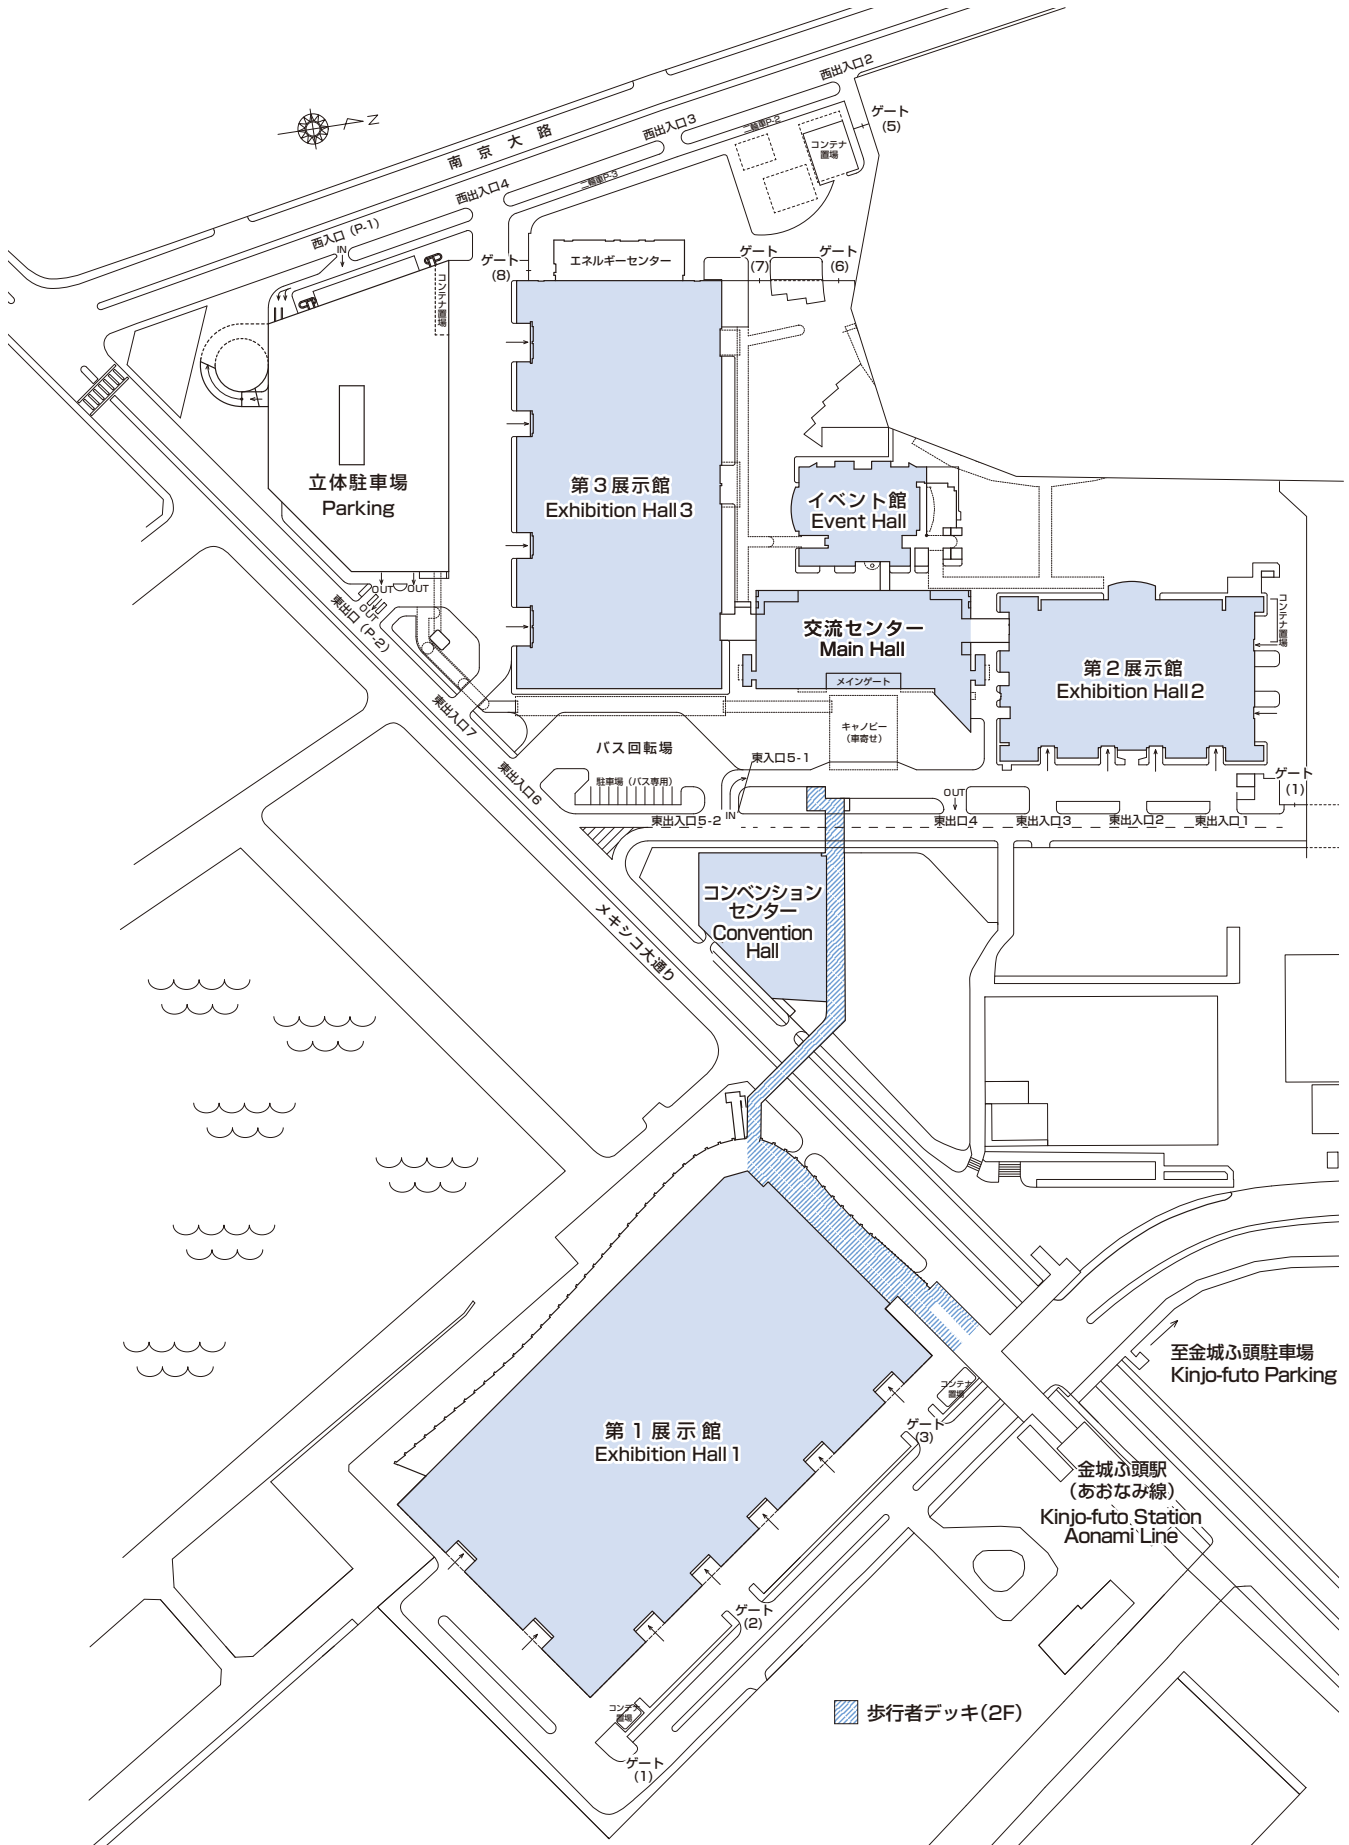 西出入口2
ゲート
(5)
二輪車P-2
コンテナ
置場
西出入口3
南京大路
N
二輪車P-3
西出入口4
西入口(P-1)
IN
ゲート
(8)
エネルギーセンター
ゲート
(7)
ゲート
(6)
コンテナ置場
立体駐車場
Parking
第3展示館
Exhibition Hall 3
イベント館
Event Hall
OUT
OUT
OUT
東出口(P-2)
交流センター
Main Hall
メインゲート
コンテナ置場
第2展示館
Exhibition Hall 2
東出入口7
キャノピー
(車寄せ)
バス回転場
東入口5-1
東出入口6
駐車場(バス専用)
ゲート
(1)
東出入口5-2
IN
OUT
東出口4
東出入口3
東出入口2
東出入口1
コンベンション
センター
Convention
Hall
メキシコ大通り
至金城ふ頭駐車場
Kinjo-futo Parking
コンテナ
置場
ゲート
(3)
第1展示館
Exhibition Hall 1
金城ふ頭駅
(あおなみ線)
Kinjo-futo Station
Aonami Line
ゲート
(2)
コンテナ
置場
歩行者デッキ(2F)
ゲート
(1)